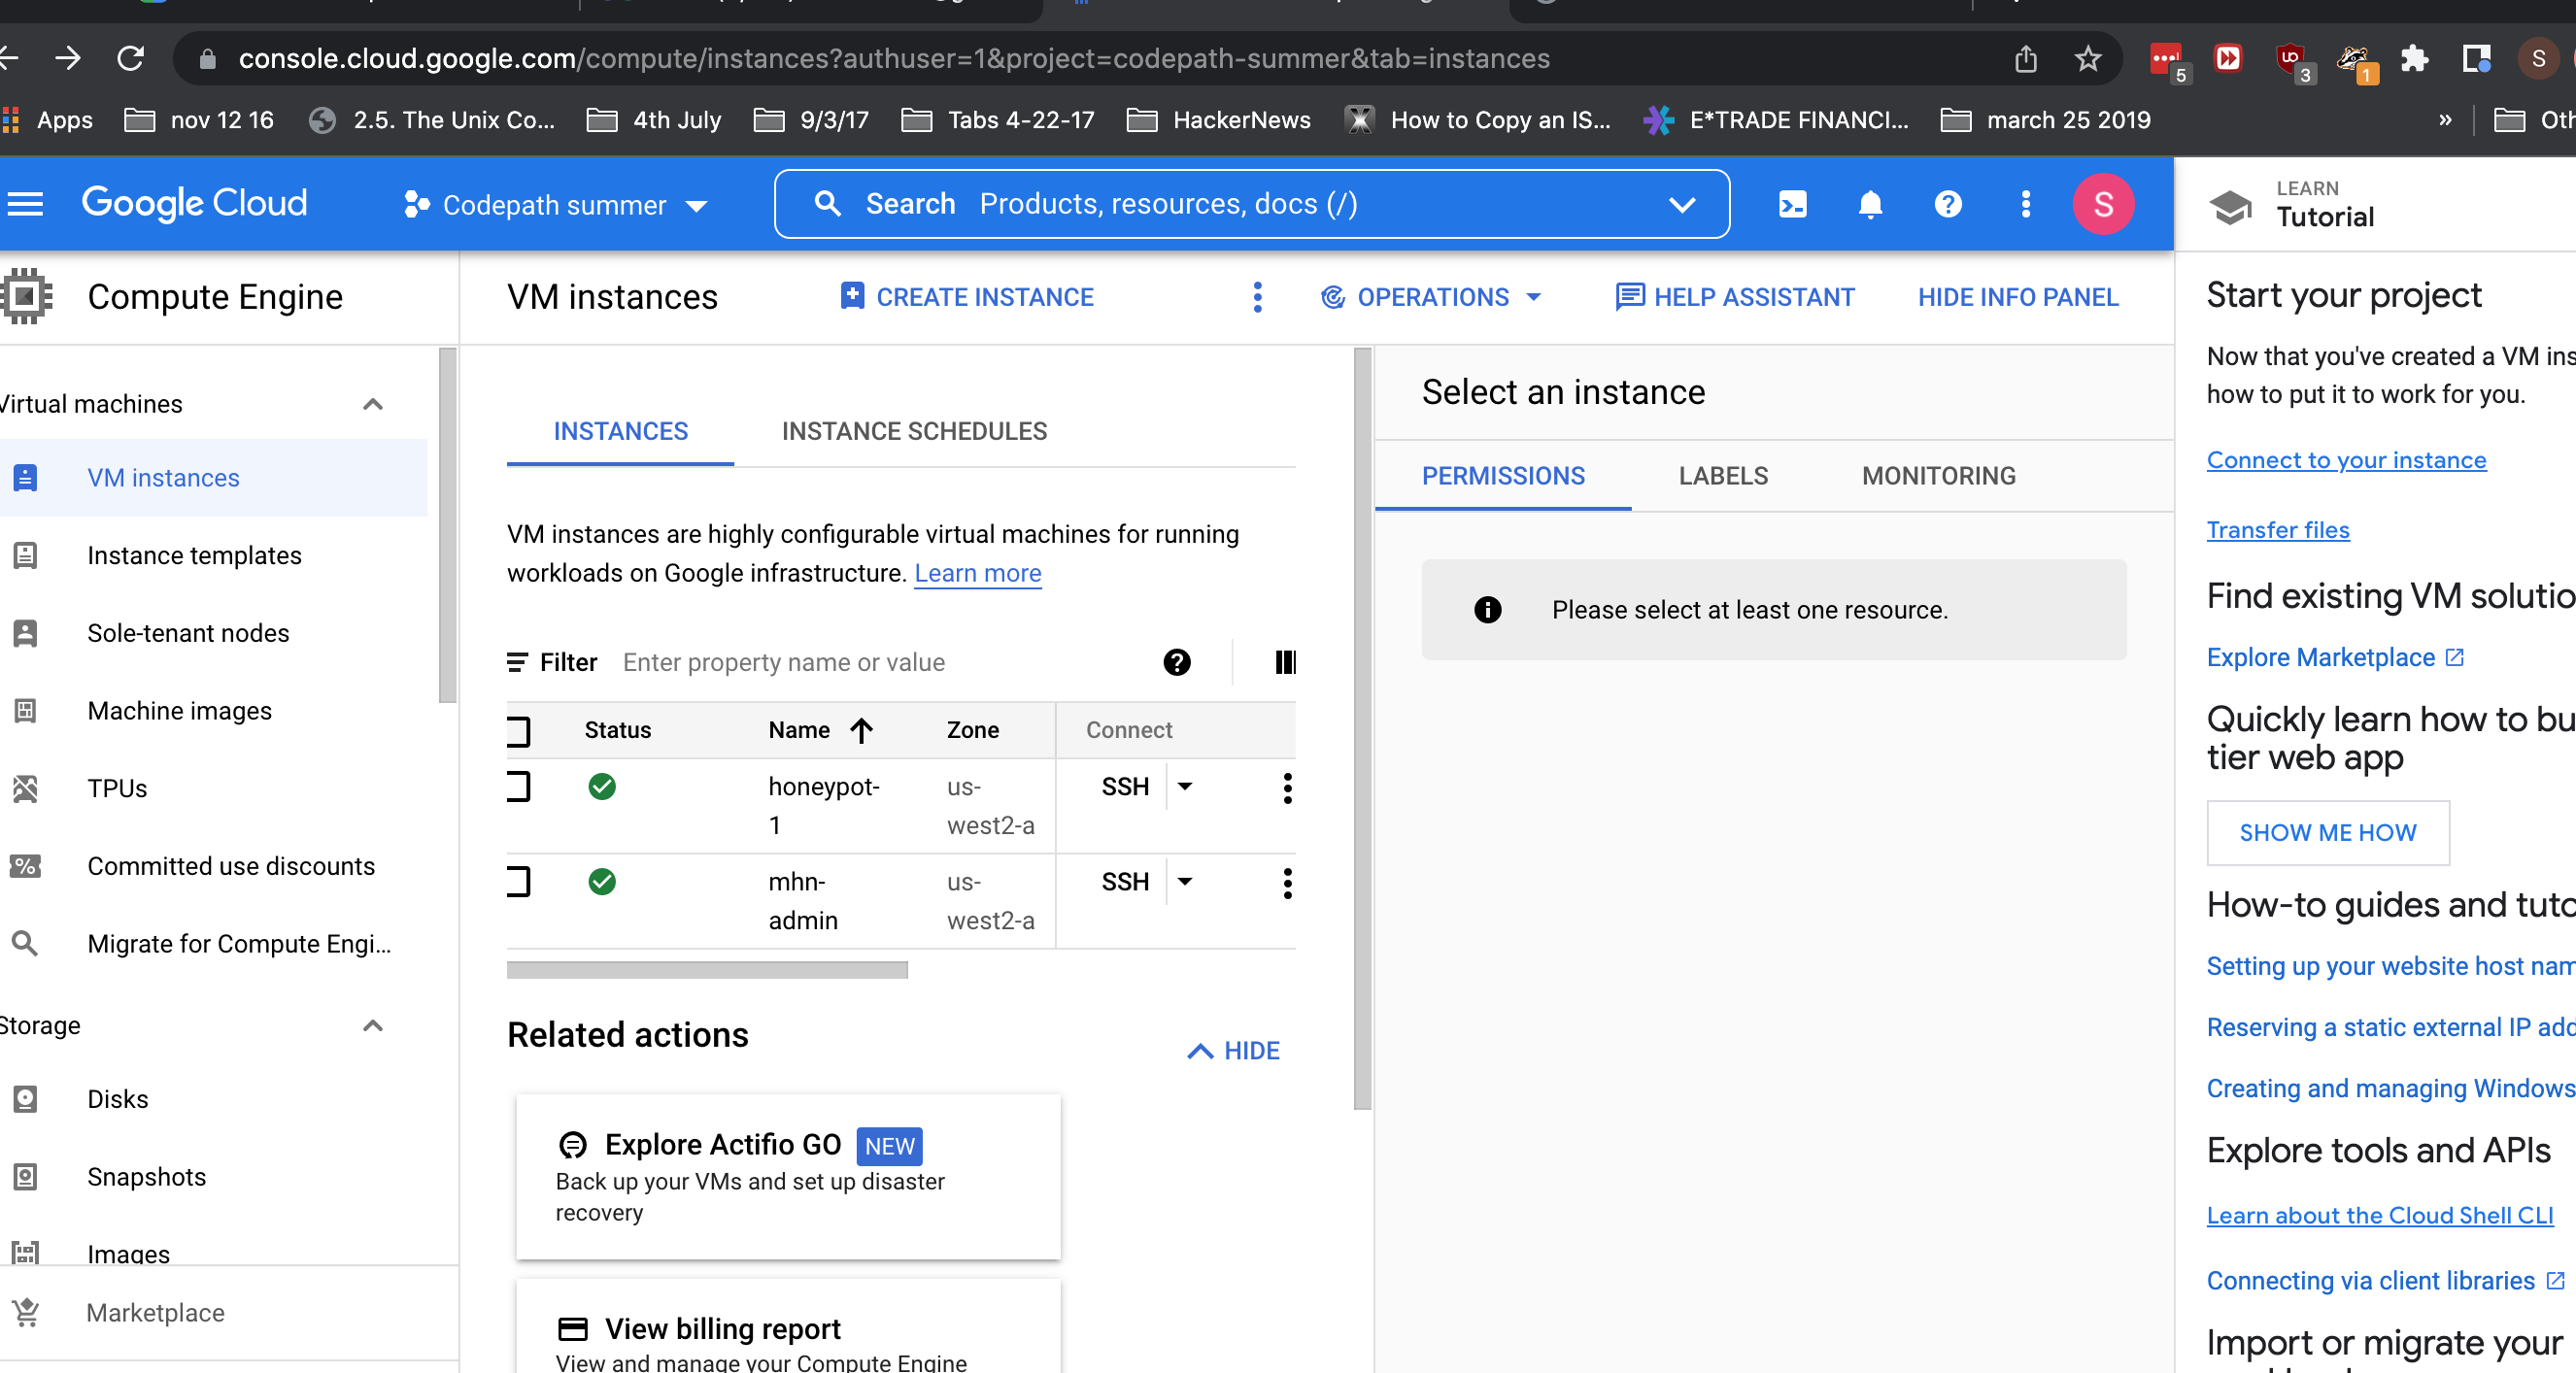 console.cloud.google.com/compute/instances?authuser=1&project=codepath-summer&tab=instances
5
3
1
S
Apps
nov 12 16
2.5. The Unix Co...
4th July
9/3/17
Tabs 4-22-17
HackerNews
How to Copy an IS...
E*TRADE FINANCI...
march 25 2019
»
Google Cloud
Codepath summer
Search Products, resources, docs (/)
S
LEARN
Tutorial
Compute Engine
VM instances
CREATE INSTANCE
OPERATIONS
HELP ASSISTANT
HIDE INFO PANEL
Virtual machines
VM instances
Instance templates
Sole-tenant nodes
Machine images
TPUs
Committed use discounts
Migrate for Compute Engi...
Storage
Disks
Snapshots
Images
Marketplace
INSTANCES
INSTANCE SCHEDULES
VM instances are highly configurable virtual machines for running
workloads on Google infrastructure. Learn more
Filter Enter property name or value
Status Name Zone Connect
honeypot-
1
us-
west2-a
SSH
mhn-
admin
us-
west2-a
SSH
Related actions
HIDE
Explore Actifio GO NEW
Back up your VMs and set up disaster
recovery
View billing report
View and manage your Compute Engine
Select an instance
PERMISSIONS
LABELS
MONITORING
Please select at least one resource.
Start your project
Now that you've created a VM ins
how to put it to work for you.
Connect to your instance
Transfer files
Find existing VM solutio
Explore Marketplace
Quickly learn how to bu
tier web app
SHOW ME HOW
How-to guides and tuto
Setting up your website host nam
Reserving a static external IP add
Creating and managing Windows
Explore tools and APIs
Learn about the Cloud Shell CLI
Connecting via client libraries
Import or migrate your